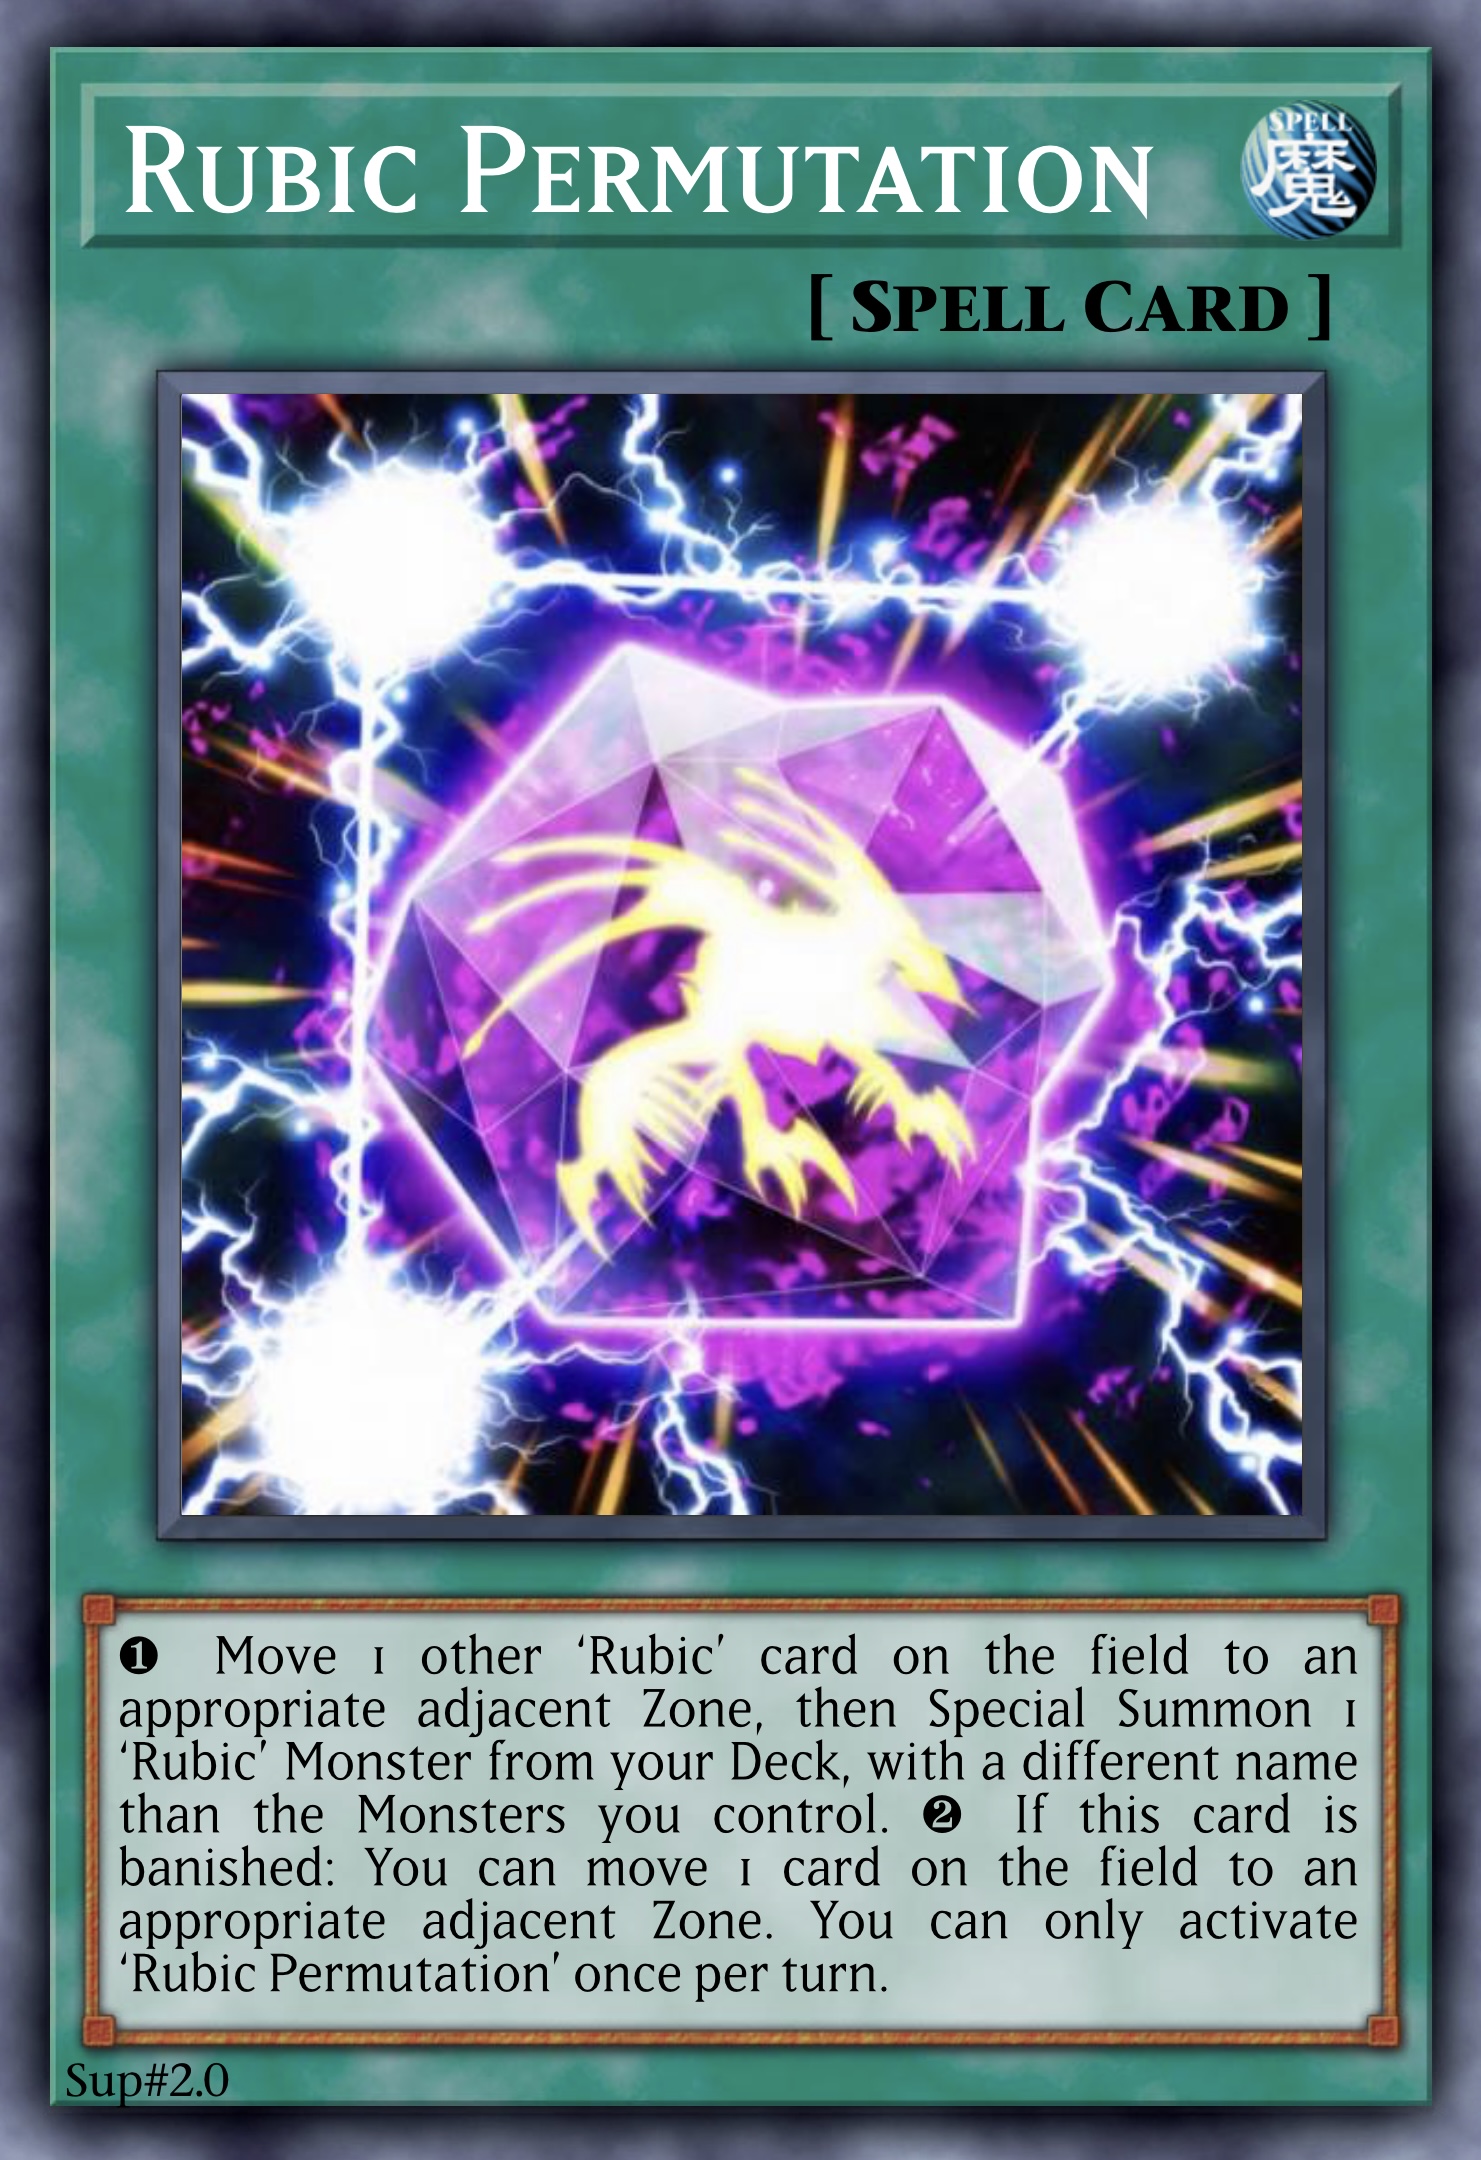 Rubic Permutation
SPELL
魔
[ Spell Card ]
❶ Move 1 other ‘Rubic’ card on the field to an
appropriate adjacent Zone, then Special Summon 1
‘Rubic’ Monster from your Deck, with a different name
than the Monsters you control. ❷ If this card is
banished: You can move 1 card on the field to an
appropriate adjacent Zone. You can only activate
‘Rubic Permutation’ once per turn.
Sup#2.0